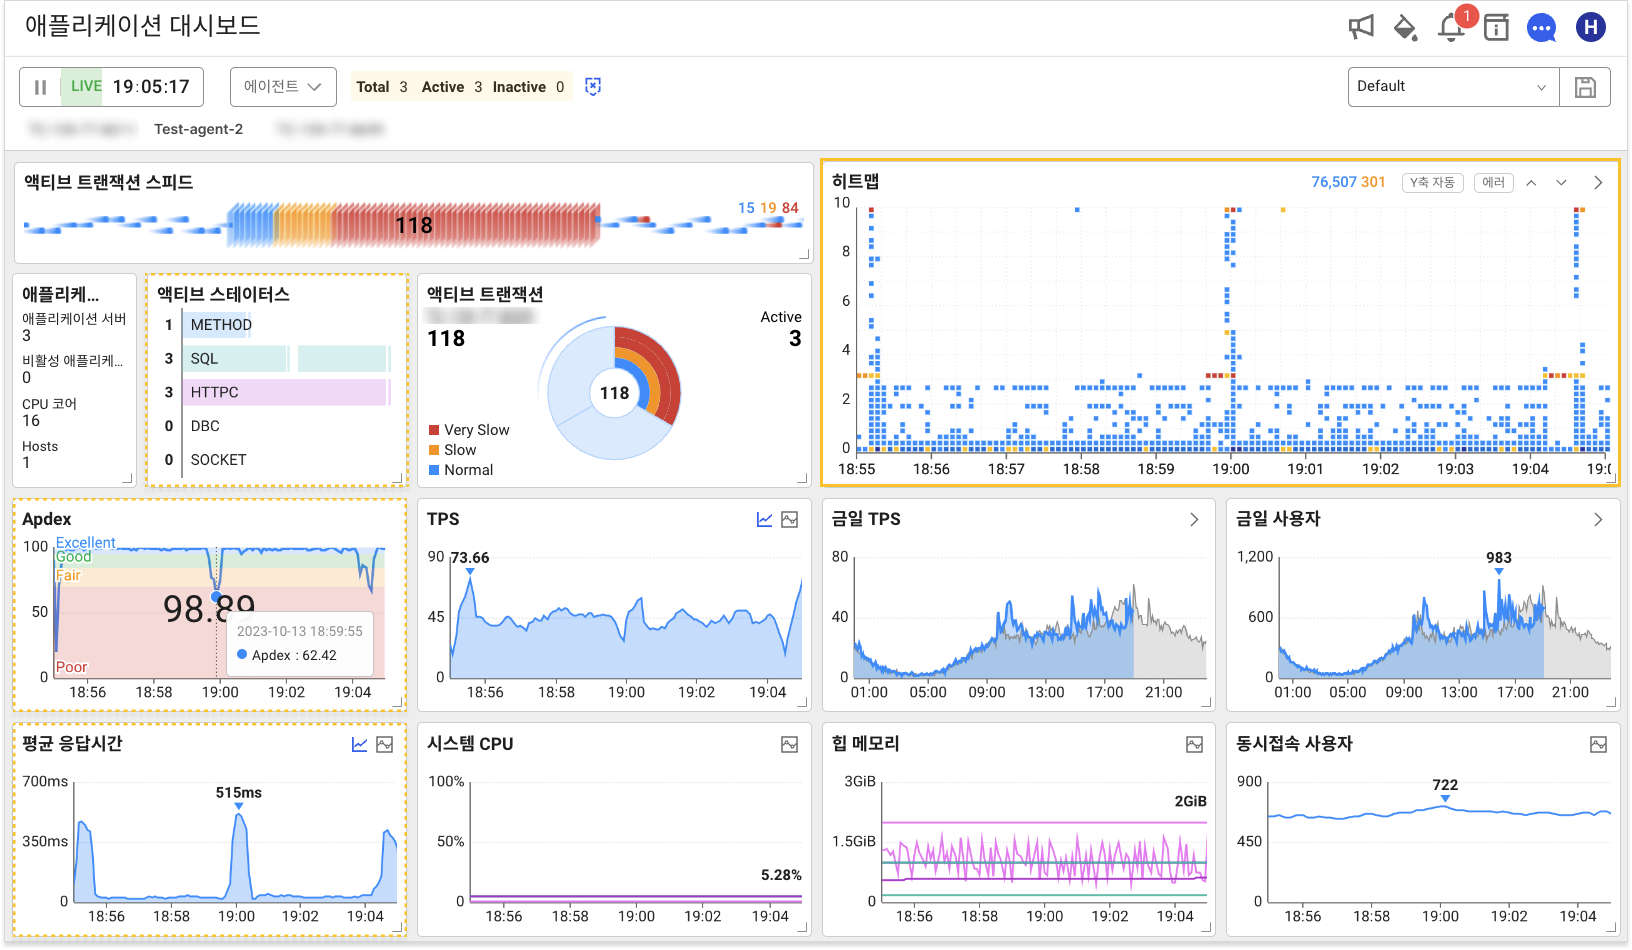 애플리케이션 대시보드
1
H
LIVE 19:05:17
에이전트
Total 3 Active 3 Inactive 0
Default
Test-agent-2
액티브 트랜잭션 스피드
15 19 84
118
히트맵
76,507 301
Y축 자동
에러
10
8
6
4
2
0
18:55 18:56 18:57 18:58 18:59 19:00 19:01 19:02 19:03 19:04
애플리케...
애플리케이션 서버
3
비활성 애플리케...
0
CPU 코어
16
Hosts
1
액티브 스테이터스
1 METHOD
3 SQL
3 HTTPC
0 DBC
0 SOCKET
액티브 트랜잭션
118
Active
3
118
Very Slow
Slow
Normal
Apdex
100
50
0
Excellent
Good
Fair
Poor
98.89
2023-10-13 18:59:55
Apdex : 62.42
18:56 18:58 19:00 19:02 19:04
TPS
90
45
0
73.66
18:56 18:58 19:00 19:02 19:04
금일 TPS
80
40
0
01:00 05:00 09:00 13:00 17:00 21:00
금일 사용자
1,200
600
0
983
01:00 05:00 09:00 13:00 17:00 21:00
평균 응답시간
700ms
350ms
0
515ms
18:56 18:58 19:00 19:02 19:04
시스템 CPU
100%
50%
0
5.28%
18:56 18:58 19:00 19:02 19:04
힙 메모리
3GiB
1.5GiB
0
2GiB
18:56 18:58 19:00 19:02 19:04
동시접속 사용자
900
450
0
722
18:56 18:58 19:00 19:02 19:04